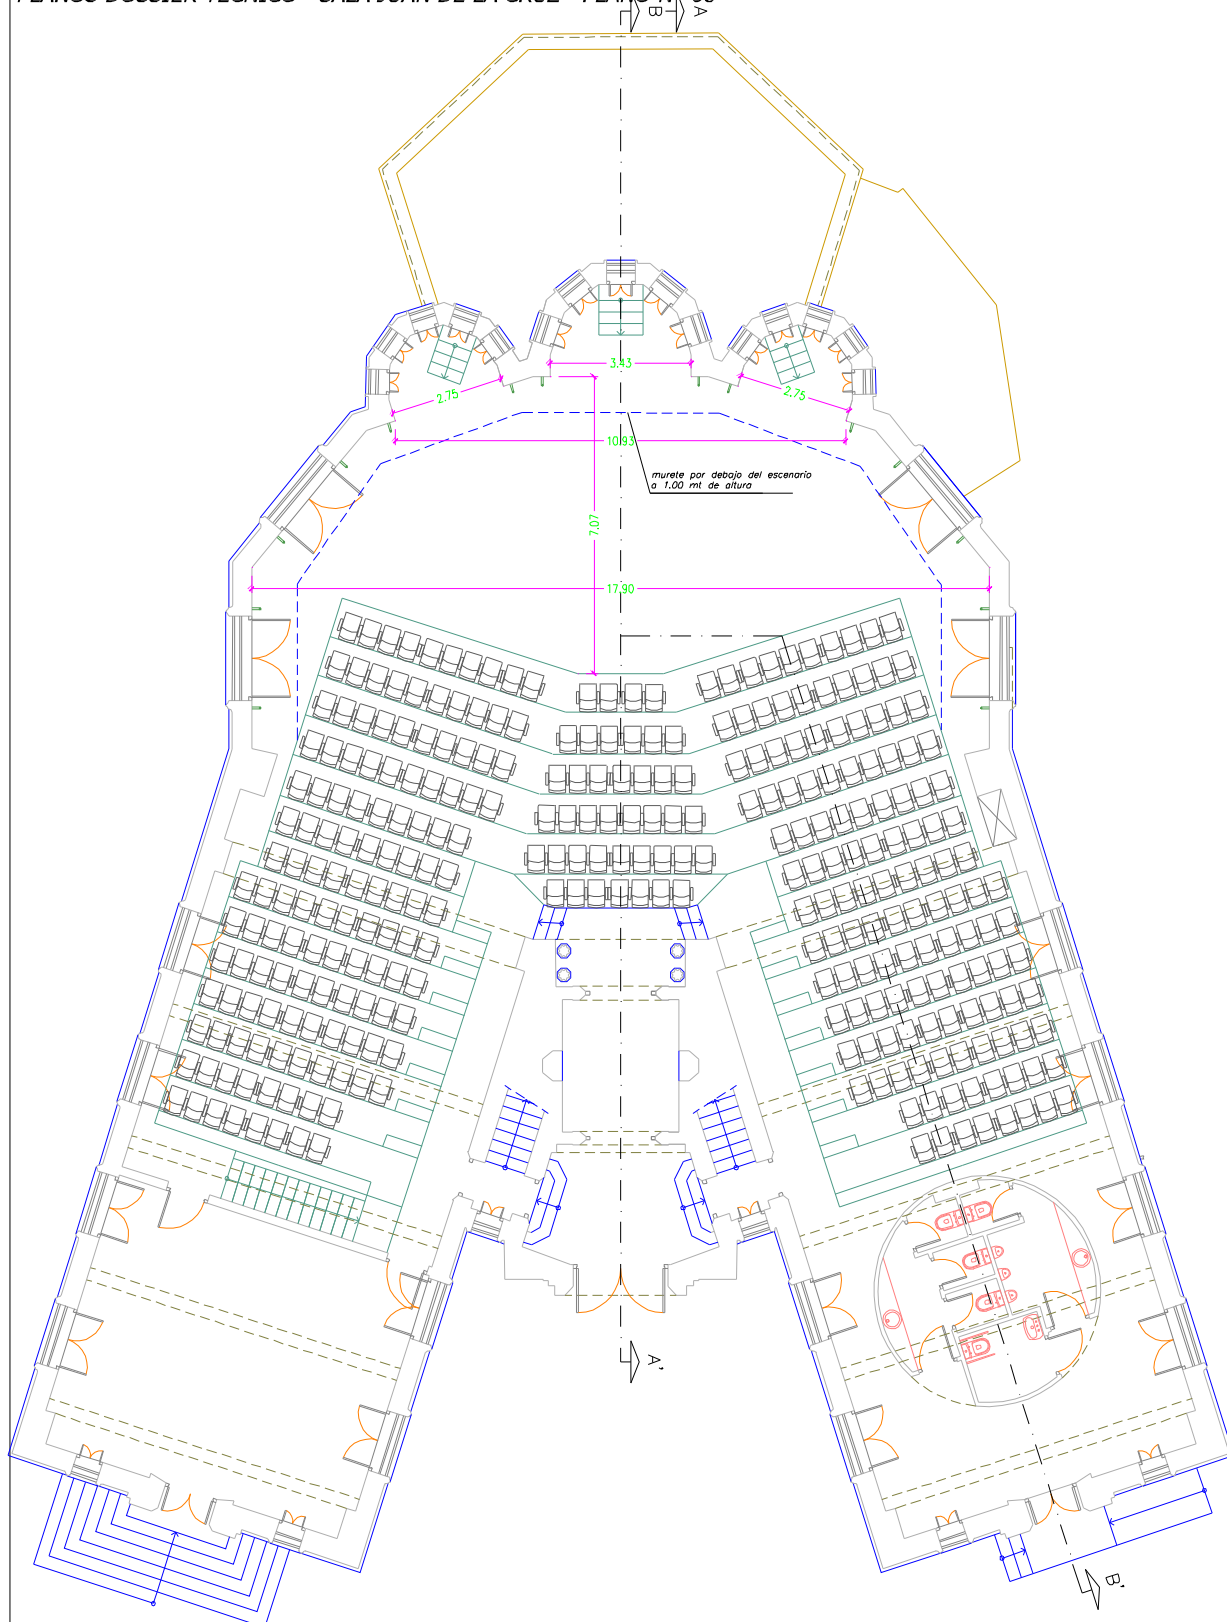 B A
3.43
2.75
2.75
10.93
murete por debajo del escenario
a 1.00 mt de altura
7.07
17.90
A'
B'